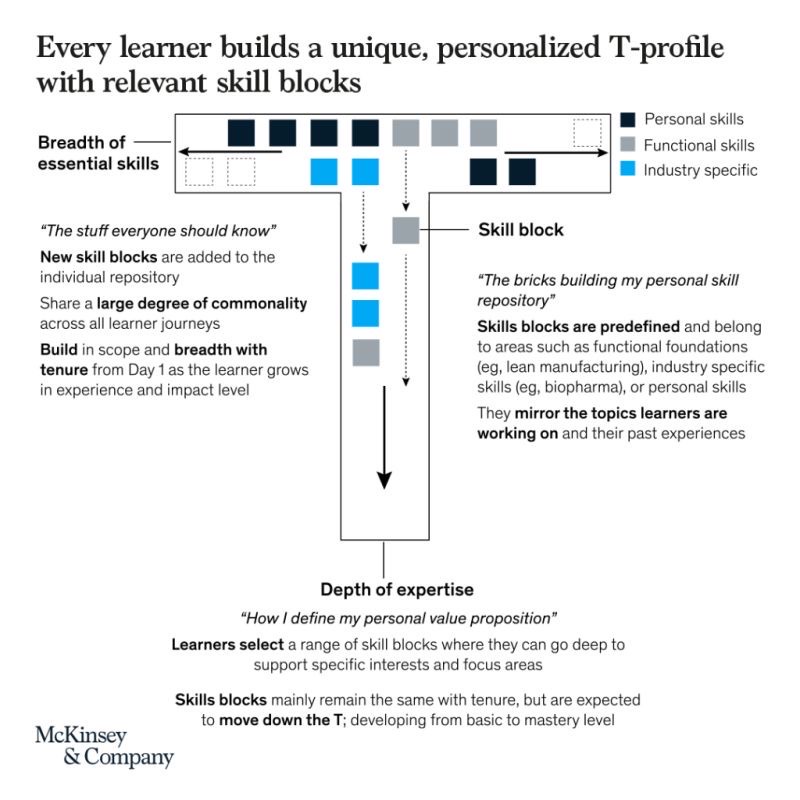 Every learner builds a unique, personalized T-profile
with relevant skill blocks
Breadth of
essential skills
Personal skills
Functional skills
Industry specific
"The stuff everyone should know"
New skill blocks are added to the
individual repository
Share a large degree of commonality
across all learner journeys
Build in scope and breadth with
tenure from Day 1 as the learner grows
in experience and impact level
Skill block
"The bricks building my personal skill
repository"
Skills blocks are predefined and belong
to areas such as functional foundations
(eg, lean manufacturing), industry specific
skills (eg, biopharma), or personal skills
They mirror the topics learners are
working on and their past experiences
Depth of expertise
"How I define my personal value proposition"
Learners select a range of skill blocks where they can go deep to
support specific interests and focus areas
Skills blocks mainly remain the same with tenure, but are expected
to move down the T; developing from basic to mastery level
McKinsey
& Company